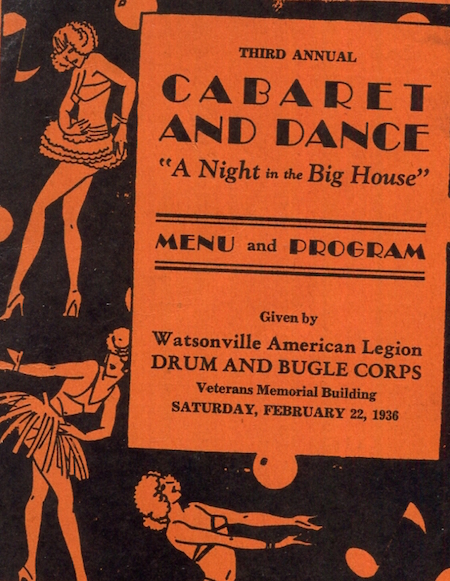 THIRD ANNUAL
CABARET
AND DANCE
"A Night in the Big House"
MENU and PROGRAM
Given by
Watsonville American Legion
DRUM AND BUGLE CORPS
Veterans Memorial Building
SATURDAY, FEBRUARY 22, 1936